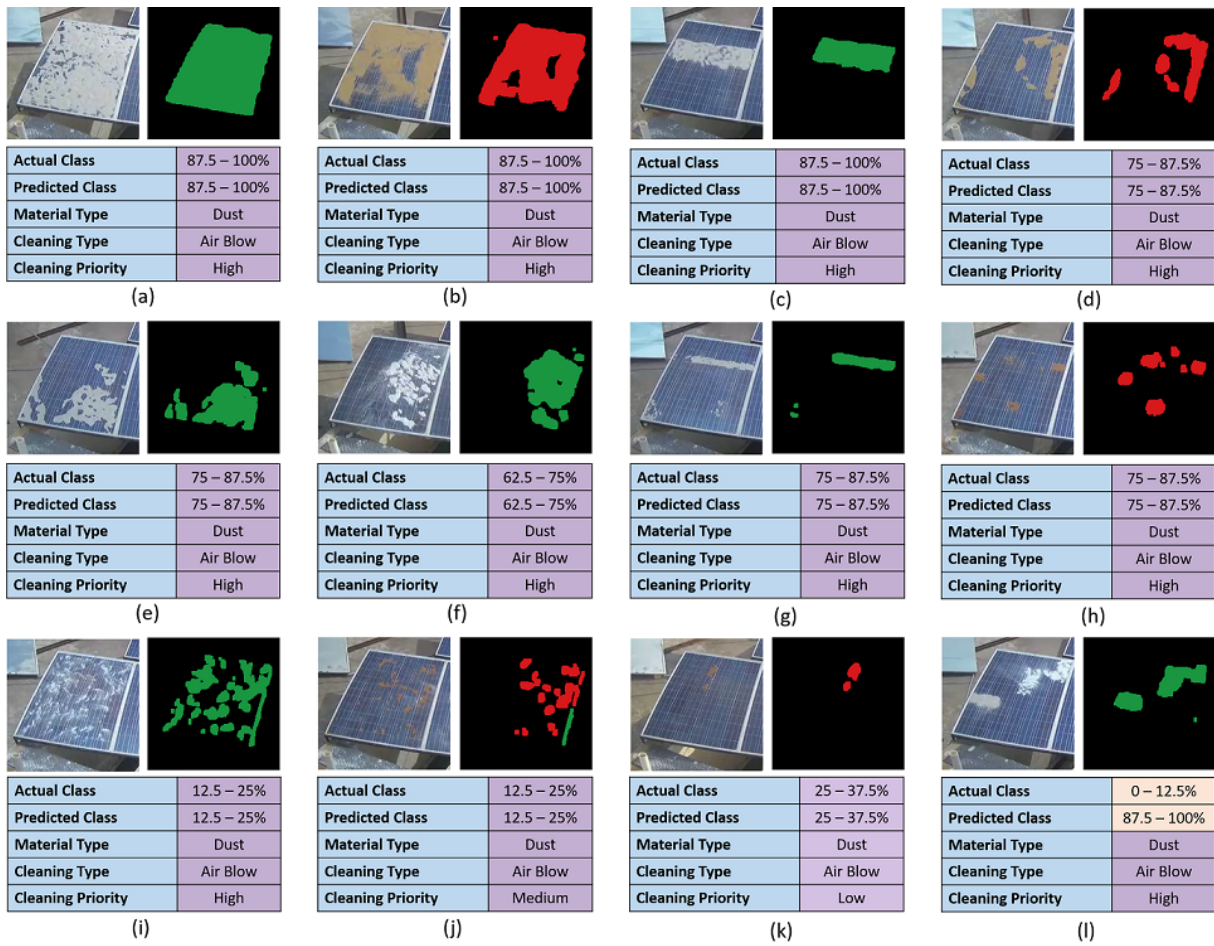 Actual Class 87.5 – 100%
Predicted Class 87.5 – 100%
Material Type Dust
Cleaning Type Air Blow
Cleaning Priority High
(a)
Actual Class 87.5 – 100%
Predicted Class 87.5 – 100%
Material Type Dust
Cleaning Type Air Blow
Cleaning Priority High
(b)
Actual Class 87.5 – 100%
Predicted Class 87.5 – 100%
Material Type Dust
Cleaning Type Air Blow
Cleaning Priority High
(c)
Actual Class 75 – 87.5%
Predicted Class 75 – 87.5%
Material Type Dust
Cleaning Type Air Blow
Cleaning Priority High
(d)
Actual Class 75 – 87.5%
Predicted Class 75 – 87.5%
Material Type Dust
Cleaning Type Air Blow
Cleaning Priority High
(e)
Actual Class 62.5 – 75%
Predicted Class 62.5 – 75%
Material Type Dust
Cleaning Type Air Blow
Cleaning Priority High
(f)
Actual Class 75 – 87.5%
Predicted Class 75 – 87.5%
Material Type Dust
Cleaning Type Air Blow
Cleaning Priority High
(g)
Actual Class 75 – 87.5%
Predicted Class 75 – 87.5%
Material Type Dust
Cleaning Type Air Blow
Cleaning Priority High
(h)
Actual Class 12.5 – 25%
Predicted Class 12.5 – 25%
Material Type Dust
Cleaning Type Air Blow
Cleaning Priority High
(i)
Actual Class 12.5 – 25%
Predicted Class 12.5 – 25%
Material Type Dust
Cleaning Type Air Blow
Cleaning Priority Medium
(j)
Actual Class 25 – 37.5%
Predicted Class 25 – 37.5%
Material Type Dust
Cleaning Type Air Blow
Cleaning Priority Low
(k)
Actual Class 0 – 12.5%
Predicted Class 87.5 – 100%
Material Type Dust
Cleaning Type Air Blow
Cleaning Priority High
(l)